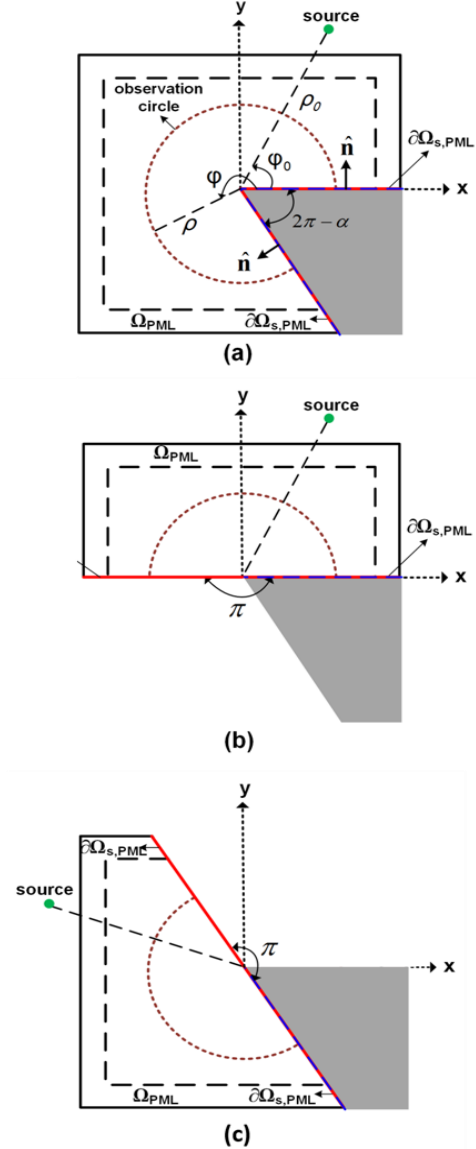 source
y
observation
circle
ρ₀
∂Ωs,PML
n̂
φ
φ₀
x
ρ
2π − α
n̂
ΩPML
∂Ωs,PML
(a)
y
source
ΩPML
∂Ωs,PML
x
π
(b)
y
∂Ωs,PML
source
π
x
ΩPML
∂Ωs,PML
(c)